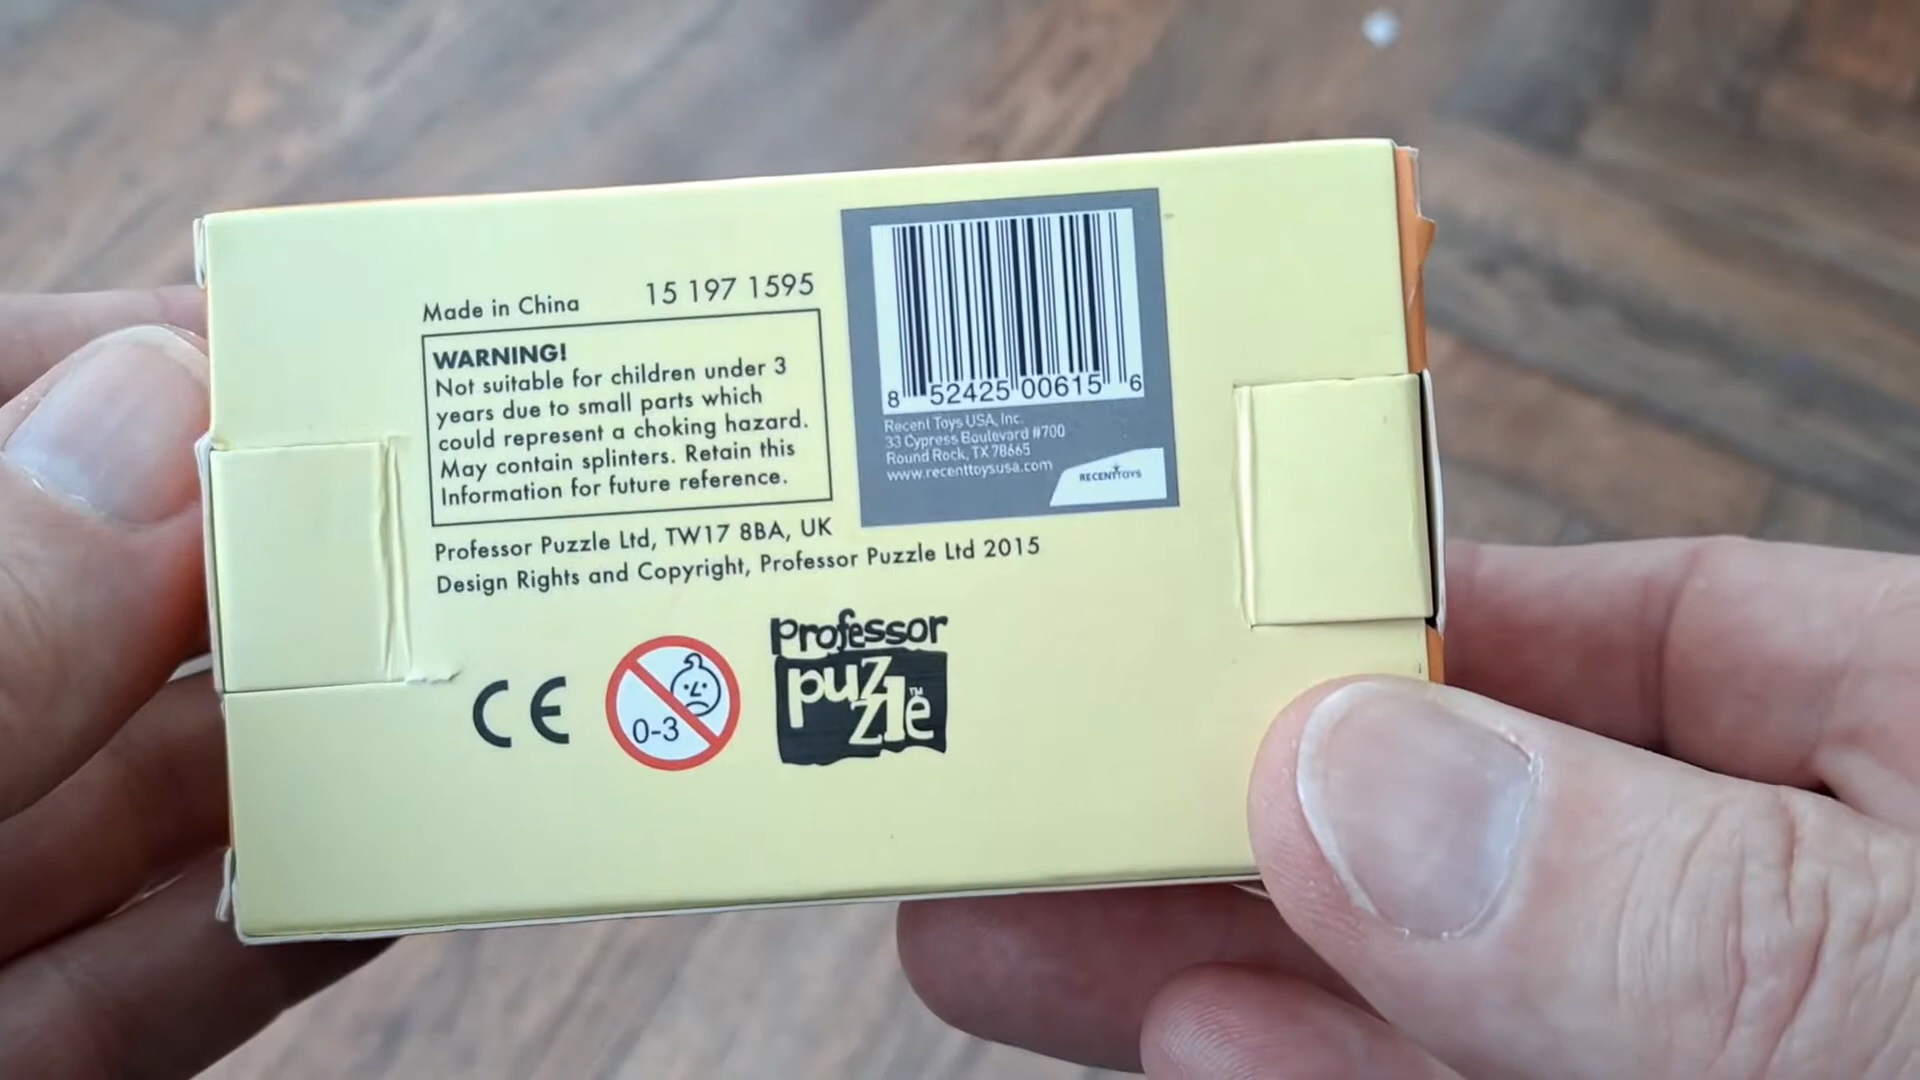 Made in China 15 197 1595
WARNING!
Not suitable for children under 3
years due to small parts which
could represent a choking hazard.
May contain splinters. Retain this
Information for future reference.
Professor Puzzle Ltd, TW17 8BA, UK
Design Rights and Copyright, Professor Puzzle Ltd 2015
8 52425 00615 6
Recent Toys USA, Inc.
33 Cypress Boulevard #700
Round Rock, TX 78665
www.recenttoysusa.com
RECENTTOYS
CE
0-3
Professor
puz
zle™